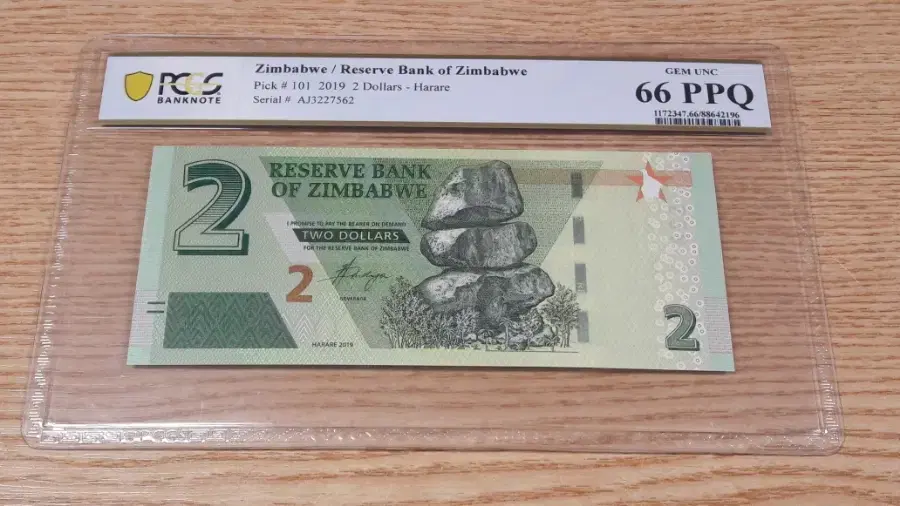 PCGS
BANKNOTE
Zimbabwe / Reserve Bank of Zimbabwe
Pick # 101 2019 2 Dollars - Harare
Serial # AJ3227562
GEM UNC
66 PPQ
1172347.66/88642196
2
RESERVE BANK
OF ZIMBABWE
I PROMISE TO PAY THE BEARER ON DEMAND
TWO DOLLARS
FOR THE RESERVE BANK OF ZIMBABWE
2
GOVERNOR
HARARE 2019
2